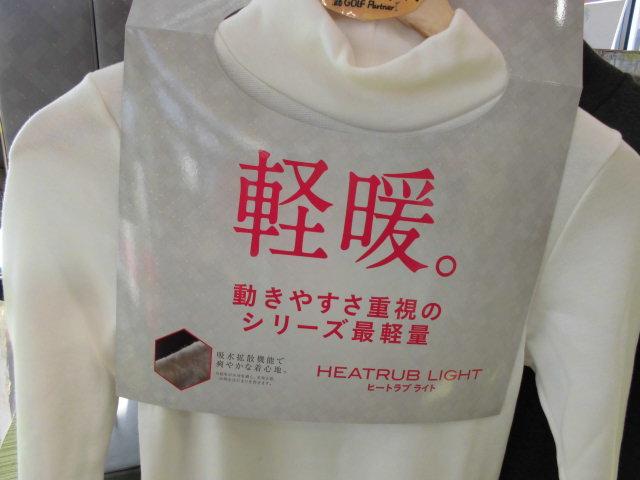 GOLF Partner
軽暖。
動きやすさ重視の
シリーズ最軽量
吸水拡散機能で
爽やかな着心地。
HEATRUB LIGHT
ヒートラブ ライト